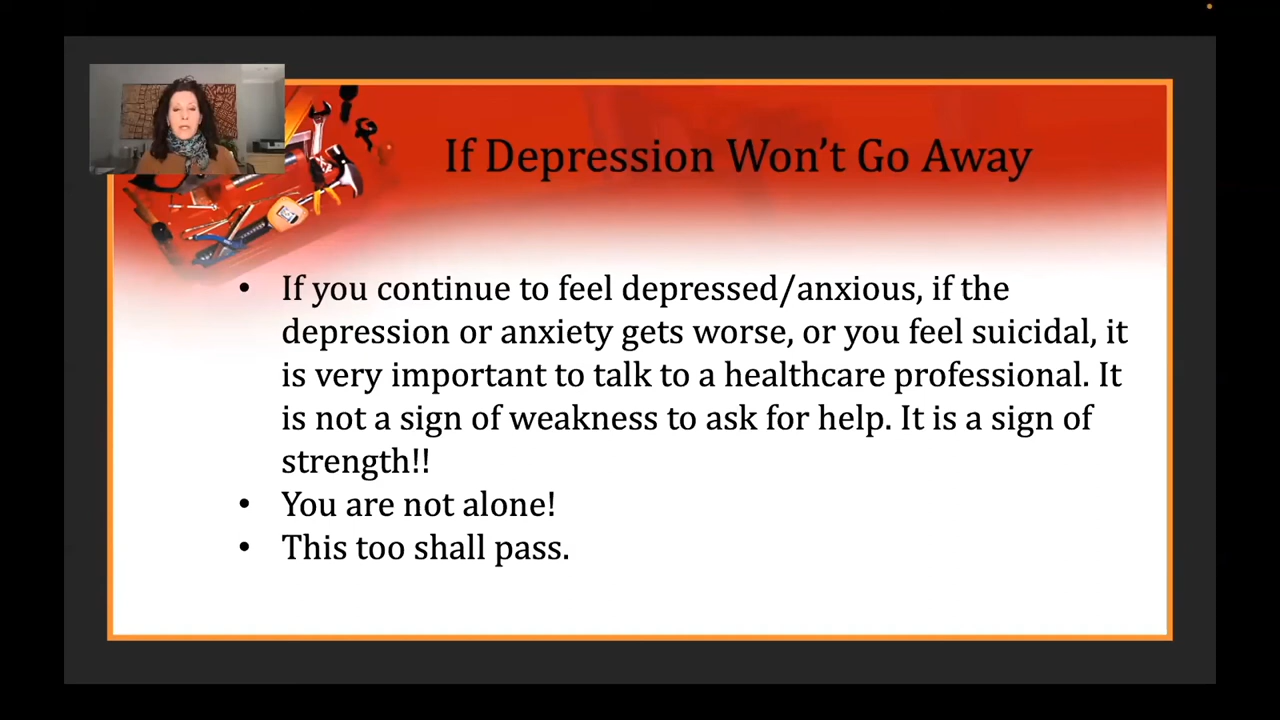 If Depression Won’t Go Away
• If you continue to feel depressed/anxious, if the
depression or anxiety gets worse, or you feel suicidal, it
is very important to talk to a healthcare professional. It
is not a sign of weakness to ask for help. It is a sign of
strength!!
• You are not alone!
• This too shall pass.